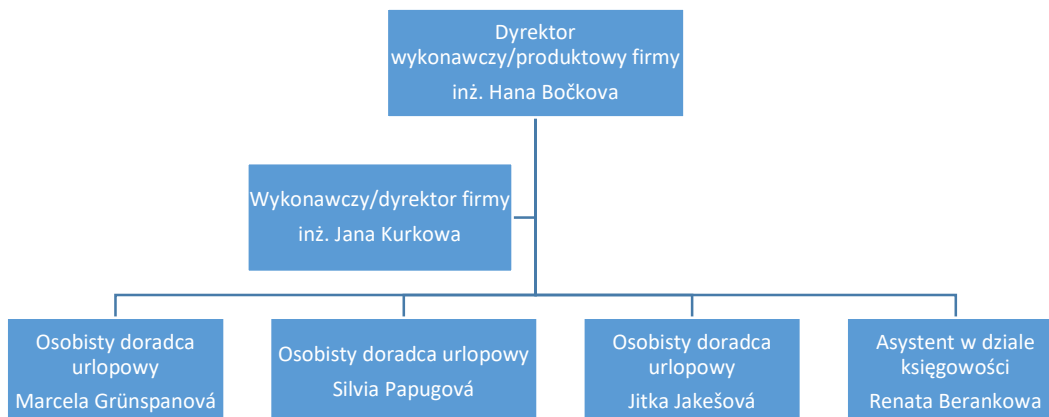 Dyrektor
wykonawczy/produktowy firmy
inż. Hana Bočkova
Wykonawczy/dyrektor firmy
inż. Jana Kurkowa
Osobisty doradca
urlopowy
Marcela Grünspanová
Osobisty doradca urlopowy
Silvia Papugová
Osobisty doradca
urlopowy
Jitka Jakešová
Asystent w dziale
księgowości
Renata Berankowa